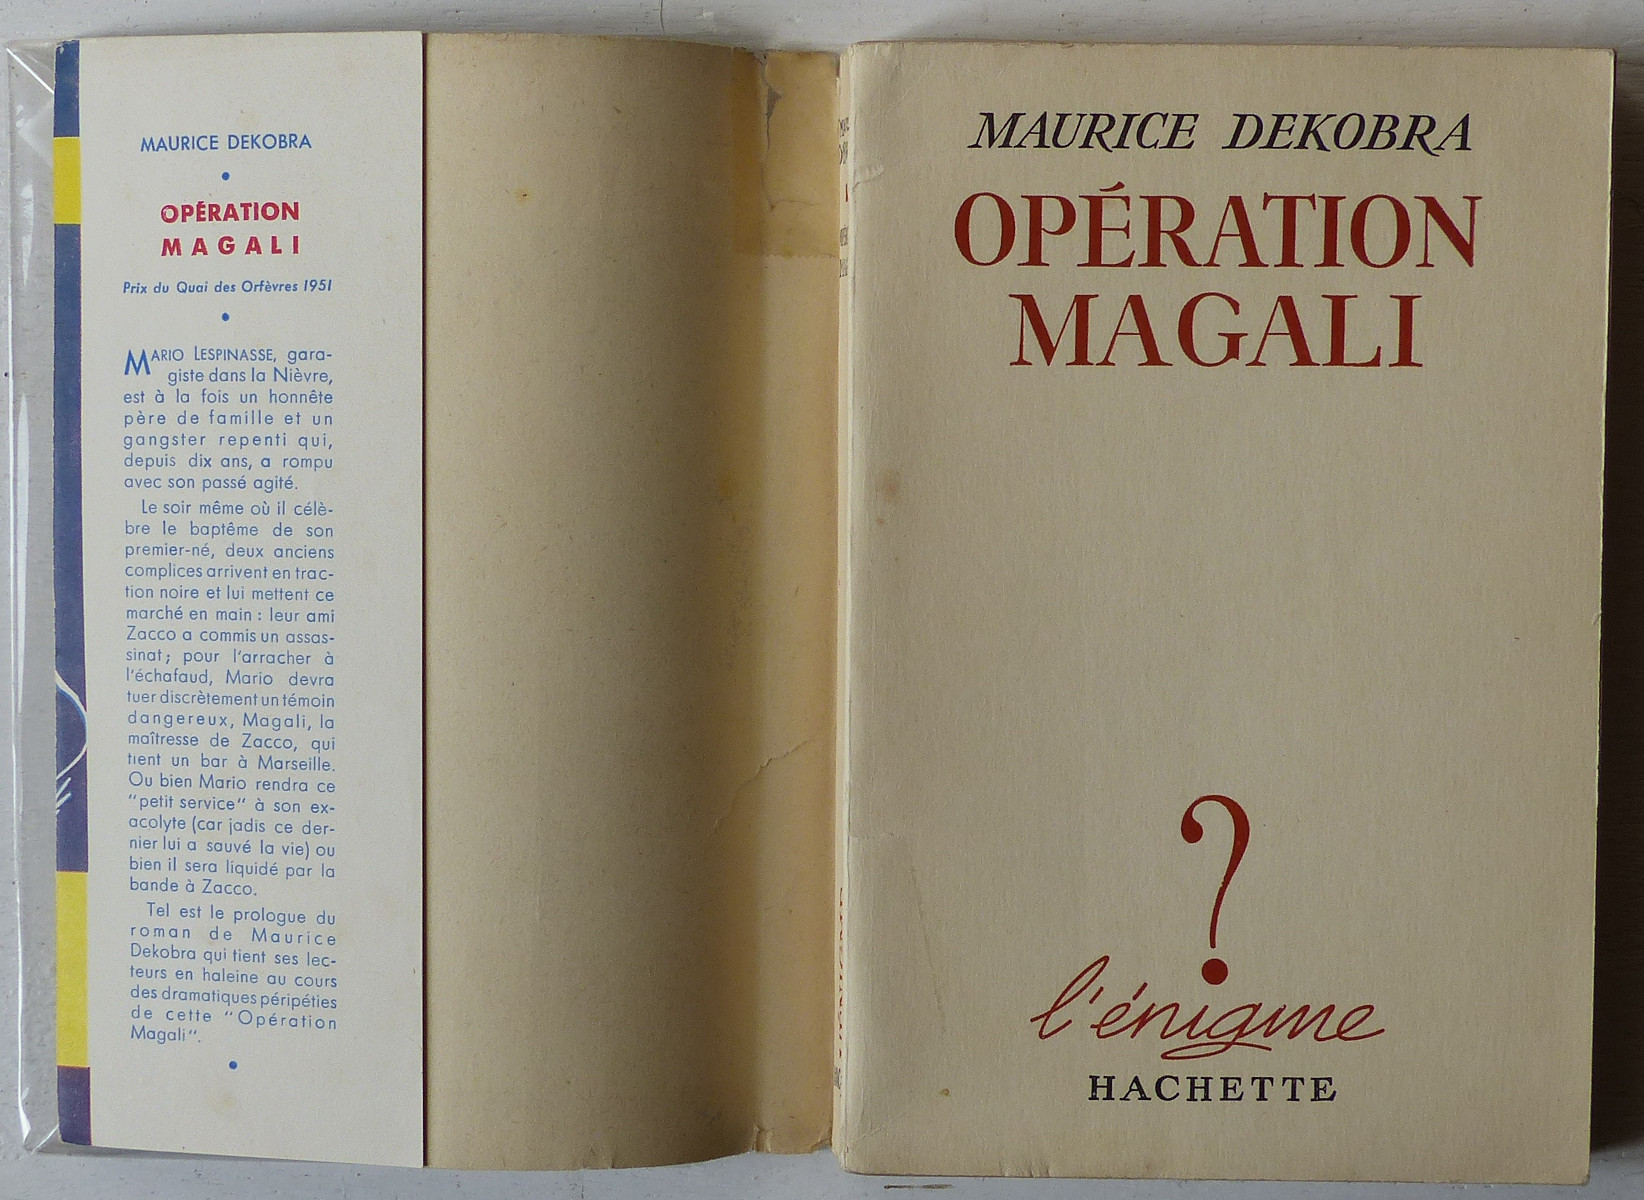 MAURICE DEKOBRA
OPÉRATION
MAGALI
Prix du Quai des Orfèvres 1951
MARIO LESPINASSE, gara-
giste dans la Nièvre,
est à la fois un honnête
père de famille et un
gangster repenti qui,
depuis dix ans, a rompu
avec son passé agité.
Le soir même où il célè-
bre le baptême de son
premier-né, deux anciens
complices arrivent en trac-
tion noire et lui mettent ce
marché en main : leur ami
Zacco a commis un assas-
sinat ; pour l'arracher à
l'échafaud, Mario devra
tuer discrètement un témoin
dangereux, Magali, la
maîtresse de Zacco, qui
tient un bar à Marseille.
Ou bien Mario rendra ce
"petit service" à son ex-
acolyte (car jadis ce der-
nier lui a sauvé la vie) ou
bien il sera liquidé par la
bande à Zacco.
Tel est le prologue du
roman de Maurice
Dekobra qui tient ses lec-
teurs en haleine au cours
des dramatiques péripéties
de cette "Opération
Magali".
MAURICE DEKOBRA
OPÉRATION
MAGALI
?
l'énigme
HACHETTE